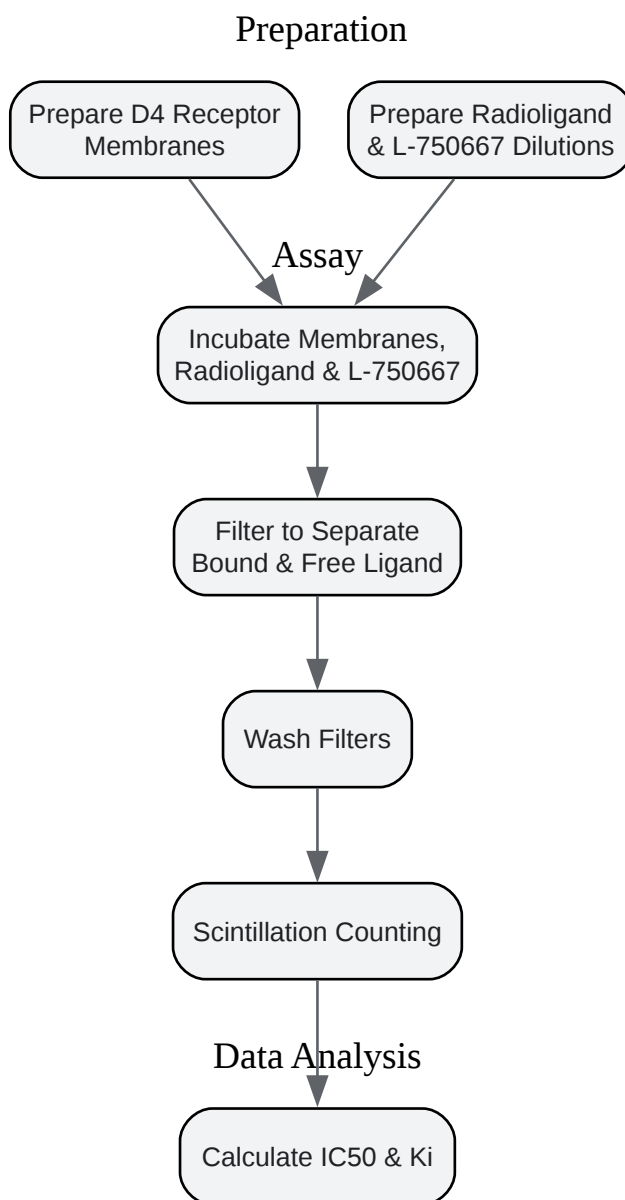 Preparation
Prepare D4 Receptor
Membranes
Prepare Radioligand
& L-750667 Dilutions
Assay
Incubate Membranes,
Radioligand & L-750667
Filter to Separate
Bound & Free Ligand
Wash Filters
Scintillation Counting
Data Analysis
Calculate IC50 & Ki